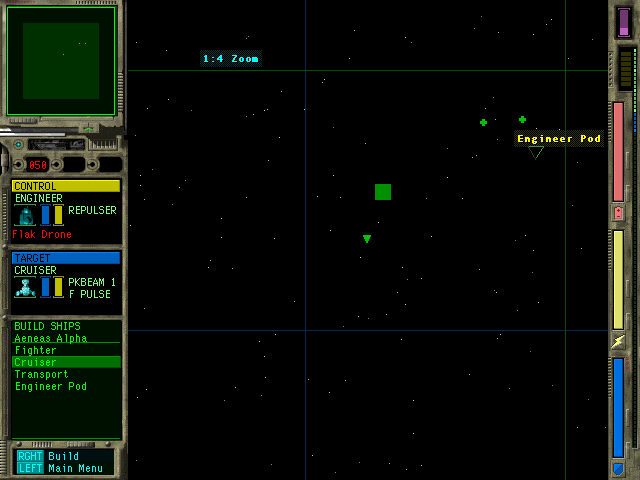 1:4 Zoom
Engineer Pod
050
CONTROL
ENGINEER
REPULSER
Flak Drone
TARGET
CRUISER
PKBEAM 1
F PULSE
BUILD SHIPS
Aeneas Alpha
Fighter
Cruiser
Transport
Engineer Pod
RGHT Build
LEFT Main Menu